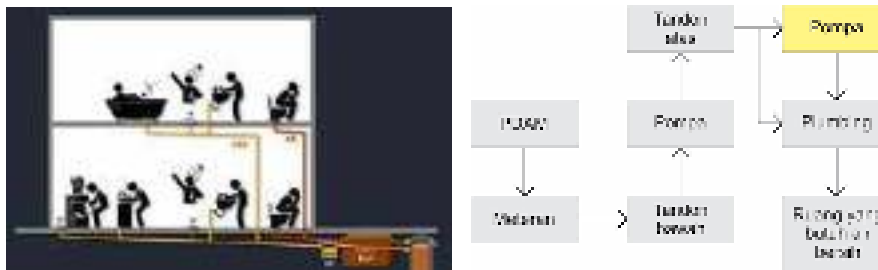 Tandon
atas
Pompa
PDAM
Pompa
Plumbing
Meteran
Tandon
bawah
Ruang yang
butuh air
bersih